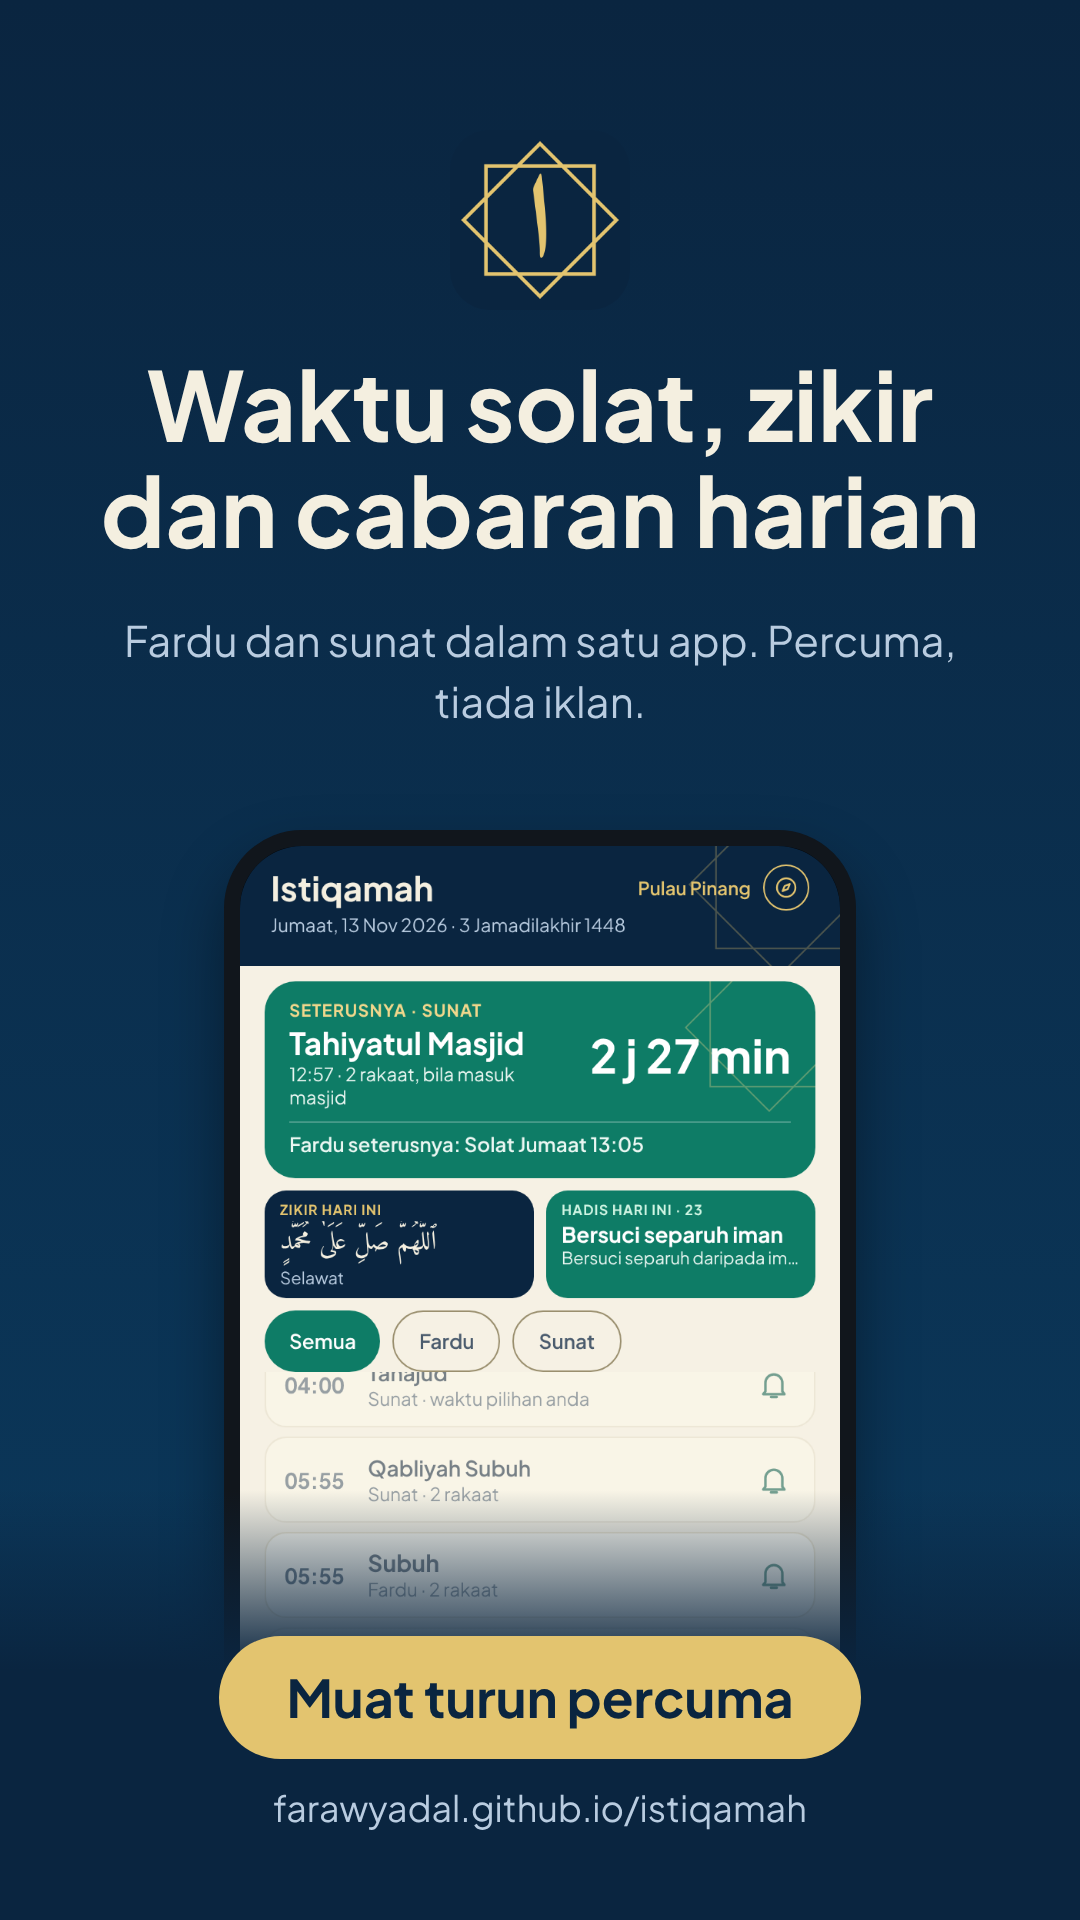 ا
Waktu solat, zikir
dan cabaran harian
Fardu dan sunat dalam satu app. Percuma,
tiada iklan.
Istiqamah
Pulau Pinang
Jumaat, 13 Nov 2026 · 3 Jamadilakhir 1448
SETERUSNYA · SUNAT
Tahiyatul Masjid
2 j 27 min
12:57 · 2 rakaat, bila masuk
masjid
Fardu seterusnya: Solat Jumaat 13:05
ZIKIR HARI INI
اللَّهُمَّ صَلِّ عَلَىٰ مُحَمَّدٍ
Selawat
HADIS HARI INI · 23
Bersuci separuh iman
Bersuci separuh daripada im...
Semua
Fardu
Sunat
04:00
Tahajud
Sunat · waktu pilihan anda
05:55
Qabliyah Subuh
Sunat · 2 rakaat
05:55
Subuh
Fardu · 2 rakaat
Muat turun percuma
farawyadal.github.io/istiqamah